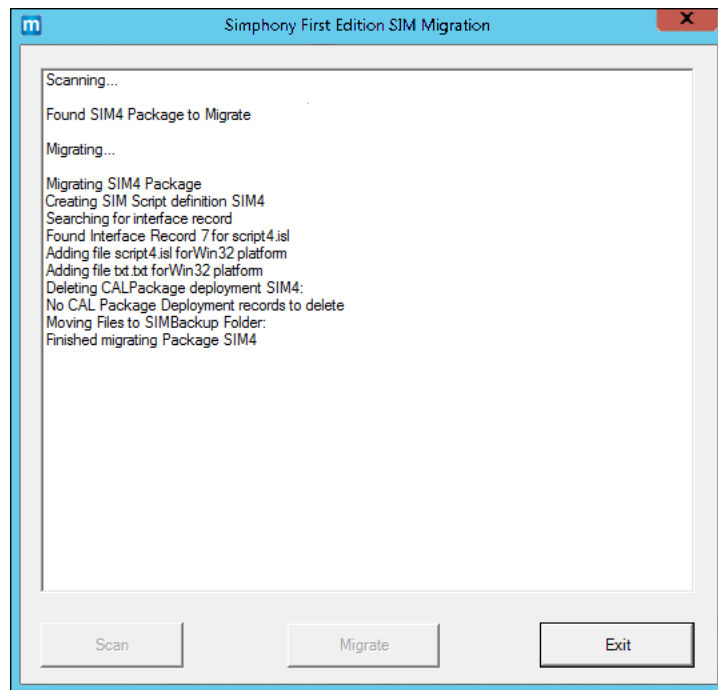 m
Simphony First Edition SIM Migration
X
Scanning...
Found SIM4 Package to Migrate
Migrating...
Migrating SIM4 Package
Creating SIM Script definition SIM4
Searching for interface record
Found Interface Record 7 for script4.isl
Adding file script4.isl forWin32 platform
Adding file txt.txt forWin32 platform
Deleting CALPackage deployment SIM4:
No CAL Package Deployment records to delete
Moving Files to SIMBackup Folder:
Finished migrating Package SIM4
Scan
Migrate
Exit